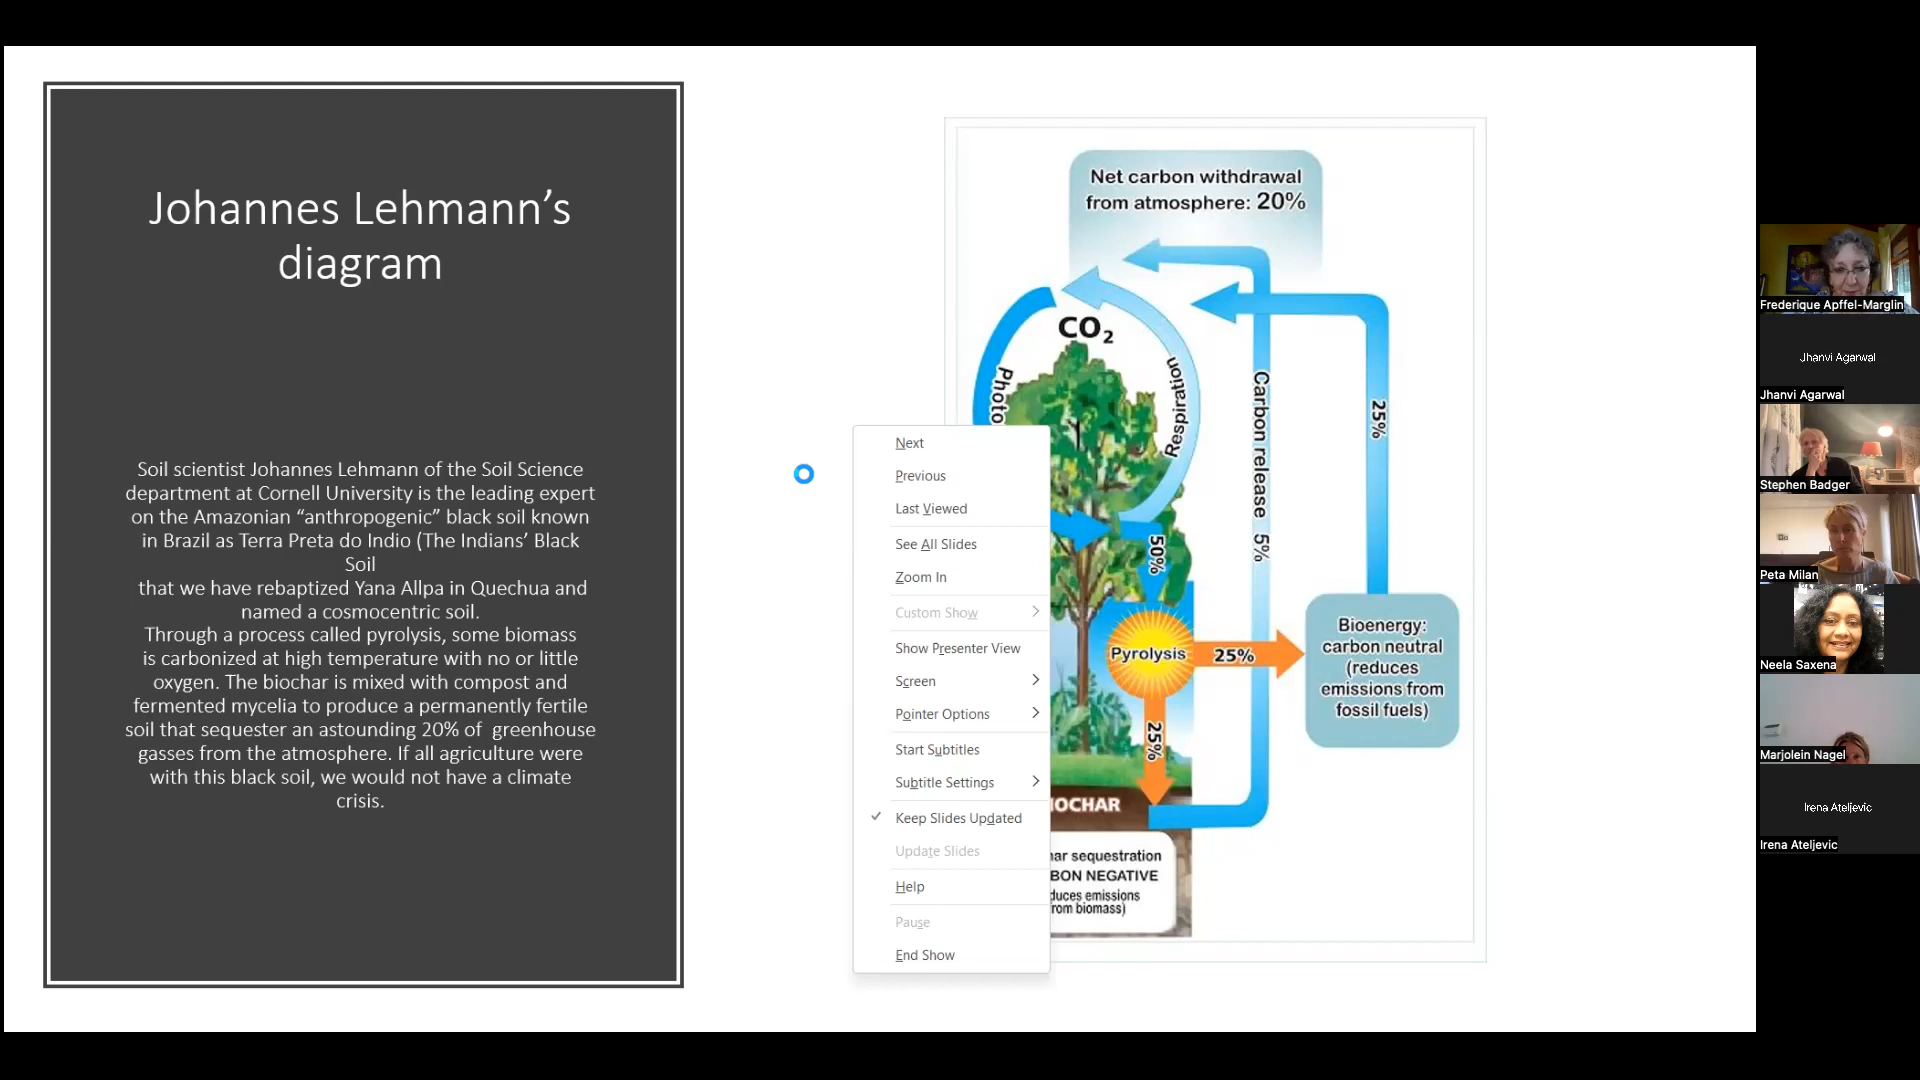 Johannes Lehmann’s
diagram
Soil scientist Johannes Lehmann of the Soil Science
department at Cornell University is the leading expert
on the Amazonian “anthropogenic” black soil known
in Brazil as Terra Preta do Indio (The Indians’ Black
Soil
that we have rebaptized Yana Allpa in Quechua and
named a cosmocentric soil.
Through a process called pyrolysis, some biomass
is carbonized at high temperature with no or little
oxygen. The biochar is mixed with compost and
fermented mycelia to produce a permanently fertile
soil that sequester an astounding 20% of greenhouse
gasses from the atmosphere. If all agriculture were
with this black soil, we would not have a climate
crisis.
Net carbon withdrawal
from atmosphere: 20%
CO2
Photo
Respiration
Carbon release 5%
25%
50%
Pyrolysis
25%
25%
Bioenergy:
carbon neutral
(reduces
emissions from
fossil fuels)
IOCHAR
ar sequestration
BON NEGATIVE
duces emissions
rom biomass)
Next
Previous
Last Viewed
See All Slides
Zoom In
Custom Show
Show Presenter View
Screen
Pointer Options
Start Subtitles
Subtitle Settings
Keep Slides Updated
Update Slides
Help
Pause
End Show
Frederique Apffel-Marglin
Jhanvi Agarwal
Jhanvi Agarwal
Stephen Badger
Peta Milan
Neela Saxena
Marjolein Nagel
Irena Ateljevic
Irena Ateljevic